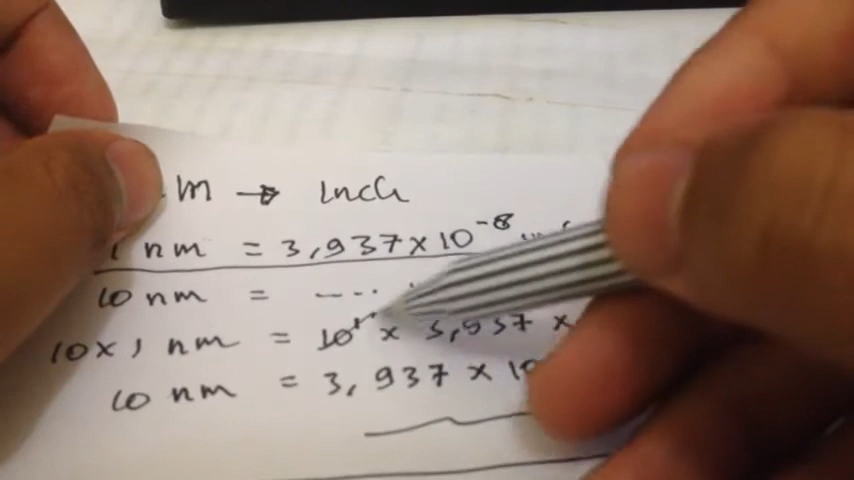 m → Inch
1 nm = 3,937 × 10⁻⁸
10 nm = ----
10 × 1 nm = 10¹ × 3,937 ×
10 nm = 3,937 × 10